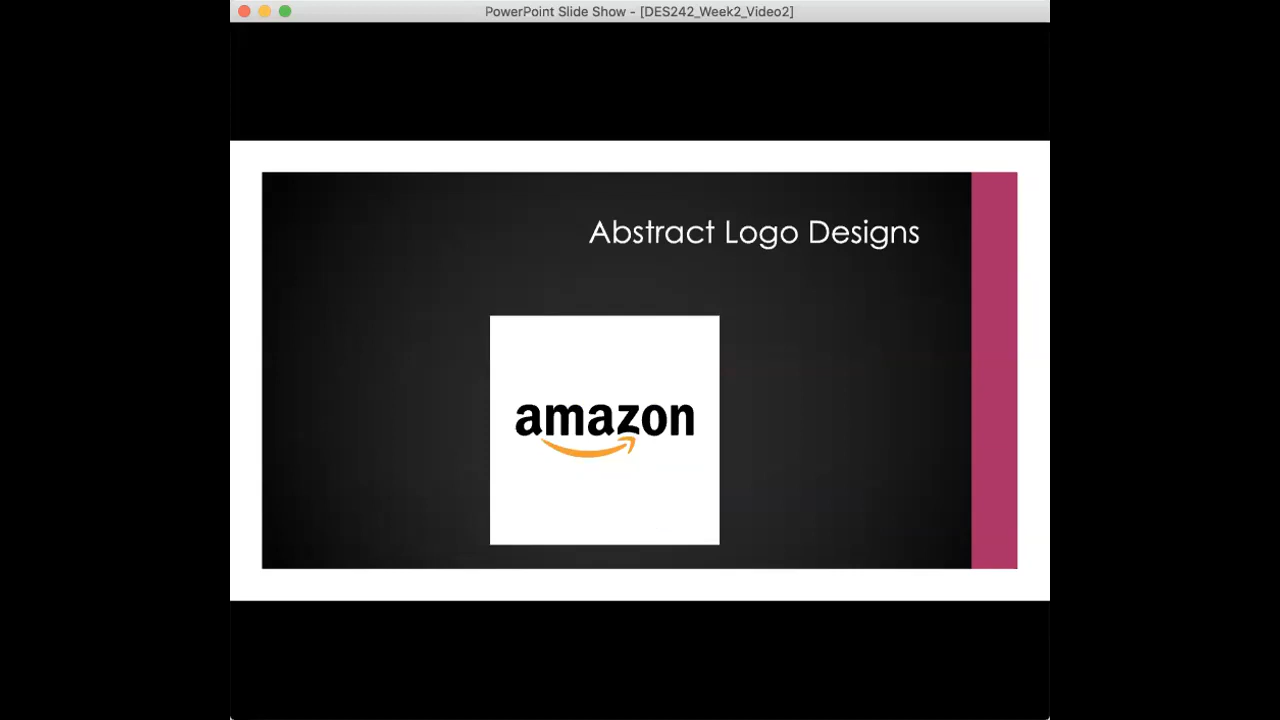 PowerPoint Slide Show - [DES242_Week2_Video2]
Abstract Logo Designs
amazon